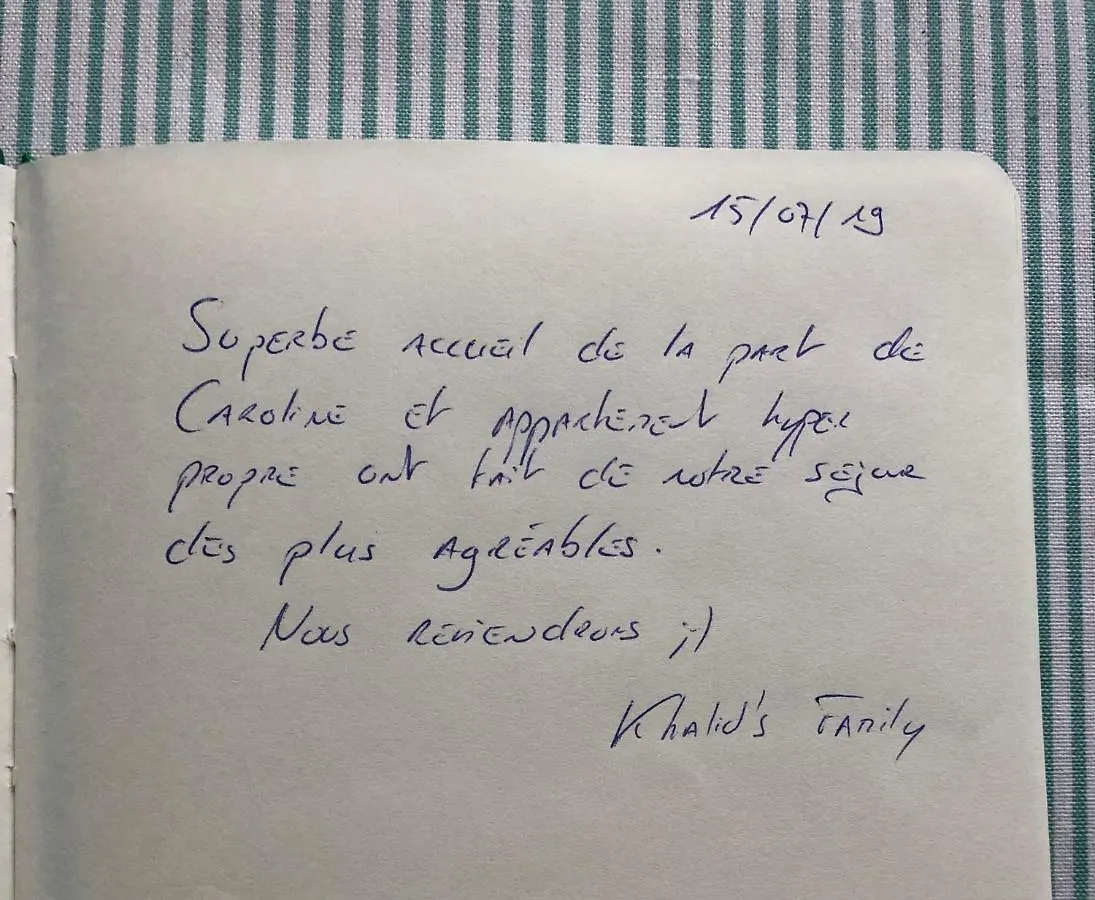 15/07/19
Superbe accueil de la part de
Caroline et appartement hyper
propre ont fait de notre séjour
des plus agréables.
Nous reviendrons ;-)
Khalid's Family